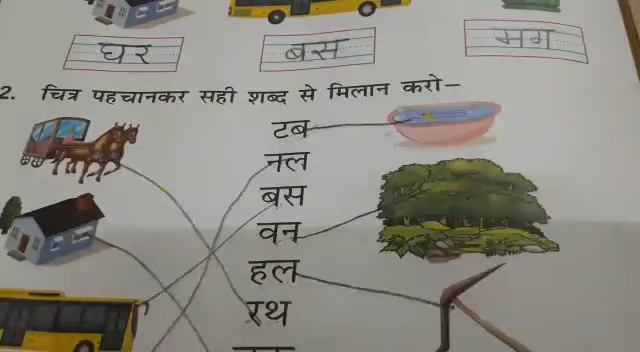 घर बस मग
2. चित्र पहचानकर सही शब्द से मिलान करो–
टब
नल
बस
वन
हल
रथ